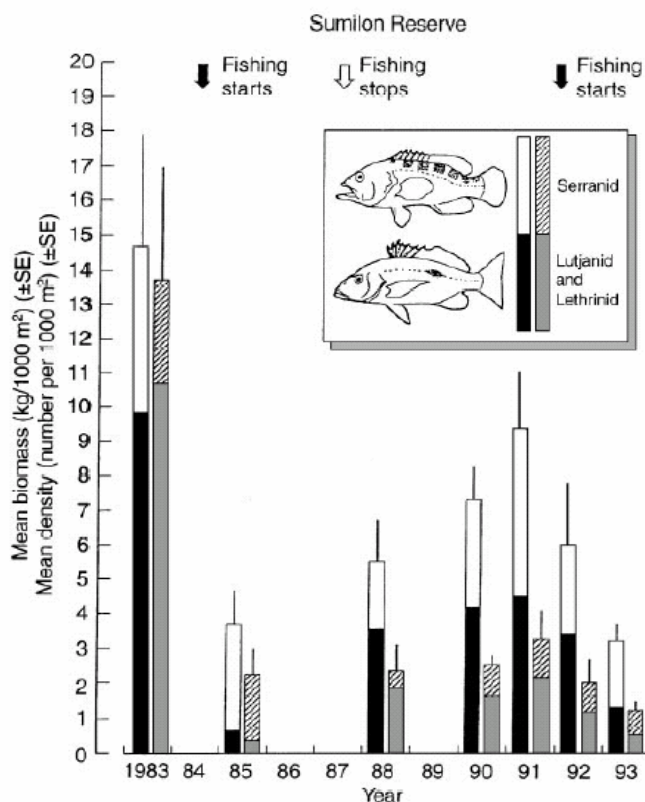 Sumilon Reserve
Fishing starts
Fishing stops
Fishing starts
Serranid
Lutjanid
and
Lethrinid
Mean biomass (kg/1000 m²) (±SE)
Mean density (number per 1000 m²) (±SE)
20
19
18
17
16
15
14
13
12
11
10
9
8
7
6
5
4
3
2
1
0
1983 84 85 86 87 88 89 90 91 92 93
Year